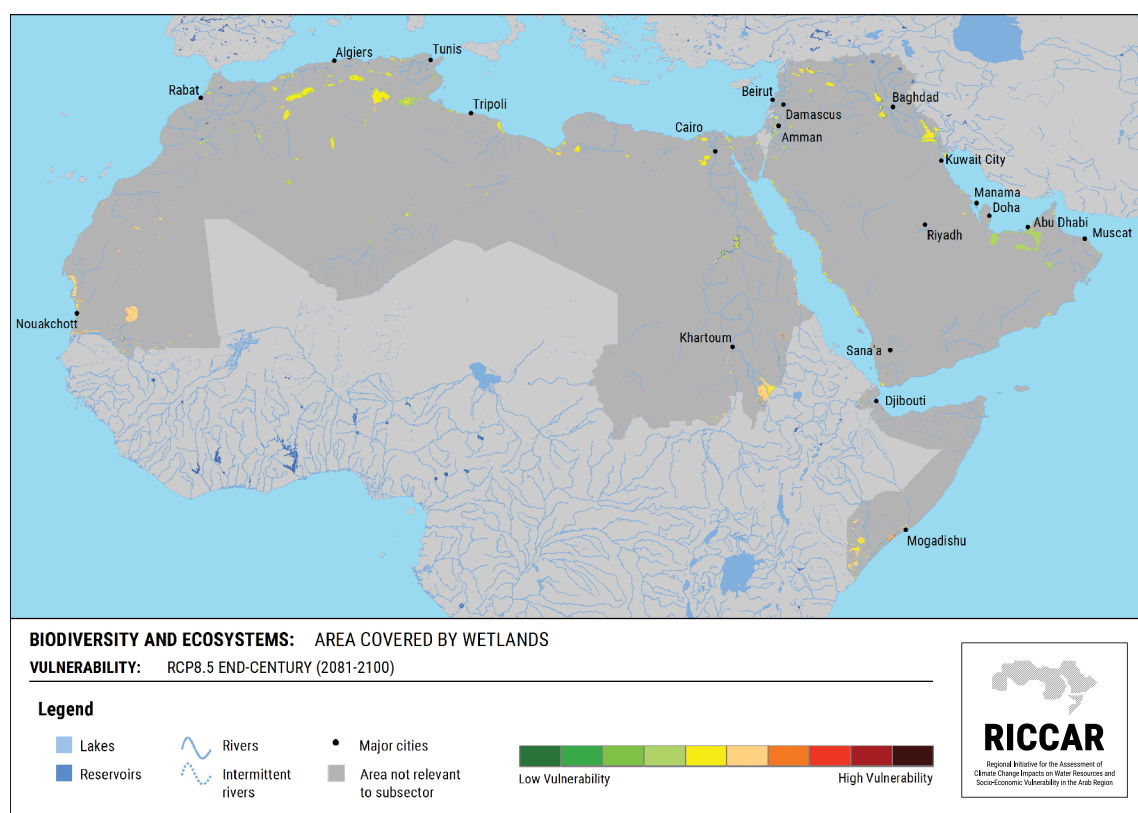 Algiers
Tunis
Rabat
Tripoli
Beirut
Baghdad
Damascus
Cairo
Amman
Kuwait City
Manama
Doha
Abu Dhabi
Riyadh
Muscat
Nouakchott
Khartoum
Sana'a
Djibouti
Mogadishu
BIODIVERSITY AND ECOSYSTEMS: AREA COVERED BY WETLANDS
VULNERABILITY: RCP8.5 END-CENTURY (2081-2100)
Legend
Lakes
Rivers
Major cities
Reservoirs
Intermittent
rivers
Area not relevant
to subsector
Low Vulnerability
High Vulnerability
RICCAR
Regional Initiative for the Assessment of
Climate Change Impacts on Water Resources and
Socio-Economic Vulnerability in the Arab Region